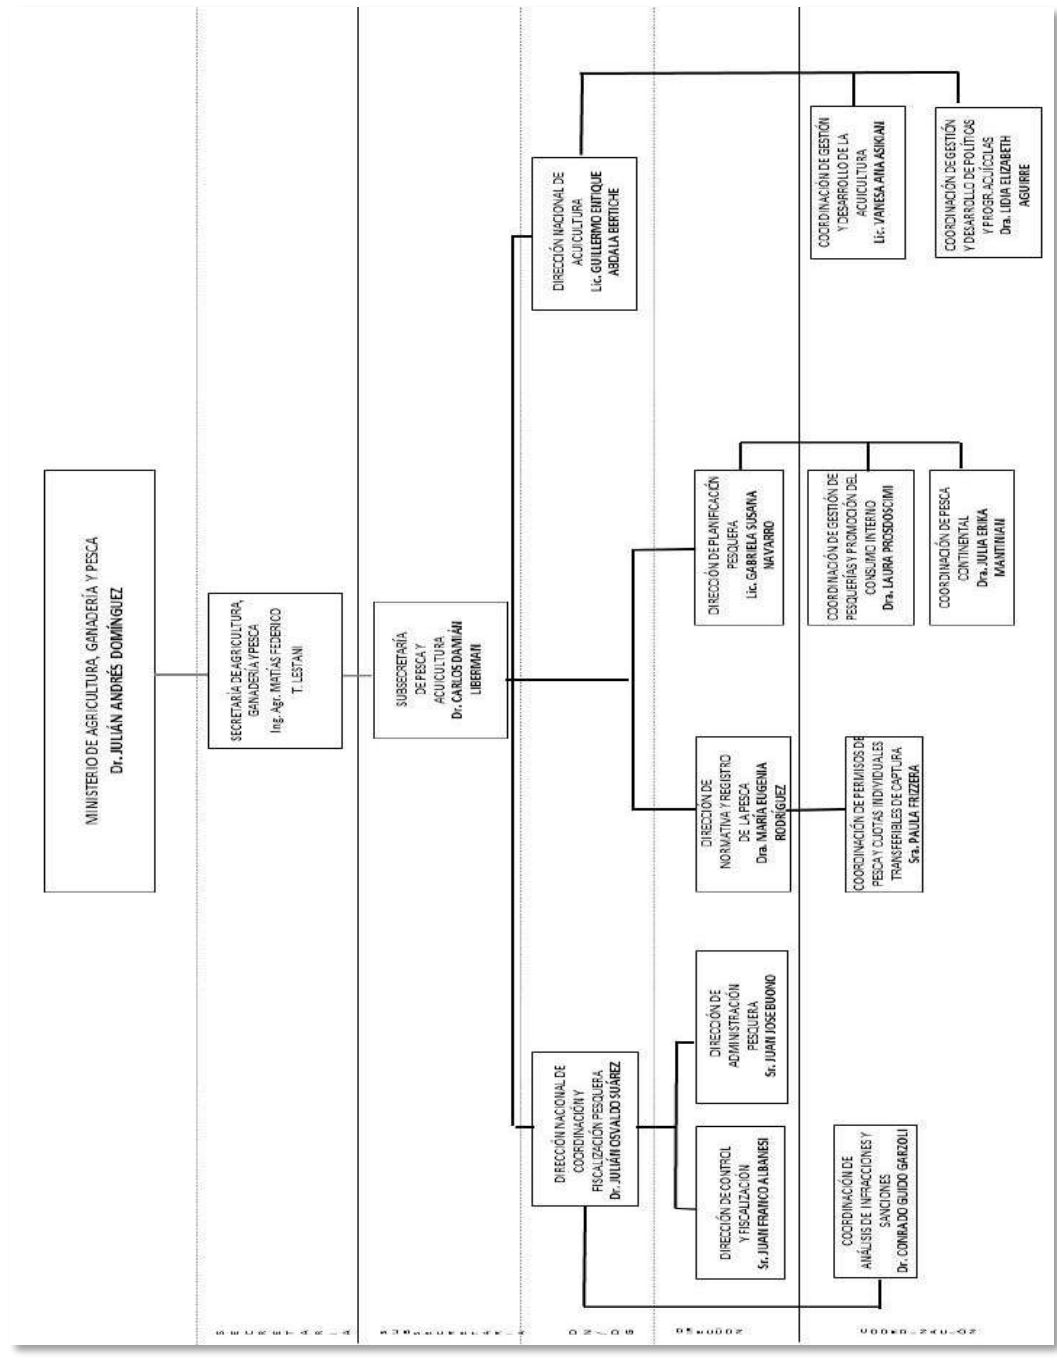 MINISTERIO DE AGRICULTURA, GANADERÍA Y PESCA
Dr. JULIÁN ANDRÉS DOMÍNGUEZ
SECRETARÍA DE AGRICULTURA,
GANADERÍA Y PESCA
Ing. Agr. MATÍAS FEDERICO
T. LESTANI
SUBSECRETARÍA
DE PESCA Y
ACUICULTURA
Dr. CARLOS DAMIÁN
LIBERMAN
DIRECCIÓN NACIONAL DE
COORDINACIÓN Y
FISCALIZACIÓN PESQUERA
Dr. JULIÁN OSVALDO SUÁREZ
DIRECCIÓN NACIONAL DE
ACUICULTURA
Lic. GUILLERMO ENTIQUE
ABDALA BERTICHE
DIRECCIÓN DE CONTROL
Y FISCALIZACIÓN
Sr. JUAN FRANCO ALBANESI
DIRECCIÓN DE
ADMINISTRACIÓN
PESQUERA
Sr. JUAN JOSE BUONO
DIRECCIÓN DE
NORMATIVA Y REGISTRO
DE LA PESCA
Dra. MARÍA EUGENIA
RODRÍGUEZ
DIRECCIÓN DE PLANIFICACIÓN
PESQUERA
Lic. GABRIELA SUSANA
NAVARRO
COORDINACIÓN DE
ANÁLISIS DE INFRACCIONES Y
SANCIONES
Dr. CONRADO GUIDO GARZOLI
COORDINACIÓN DE PERMISOS DE
PESCA Y CUOTAS INDIVIDUALES
TRANSFERIBLES DE CAPTURA
Sra. PAULA FRIZZERA
COORDINACIÓN DE GESTIÓN DE
PESQUERÍAS Y PROMOCIÓN DEL
CONSUMO INTERNO
Dra. LAURA PROSDOSCIMI
COORDINACIÓN DE PESCA
CONTINENTAL
Dra. JULIA ERIKA
MANTINIAN
COORDINACIÓN DE GESTIÓN
Y DESARROLLO DE LA
ACUICULTURA
Lic. VANESA ANA ASIKIAN
COORDINACIÓN DE GESTIÓN
Y DESARROLLO DE POLÍTICAS
Y PROGR. ACUÍCOLAS
Dra. LIDIA ELIZABETH
AGUIRRE
SECRETARIA
DN/DG